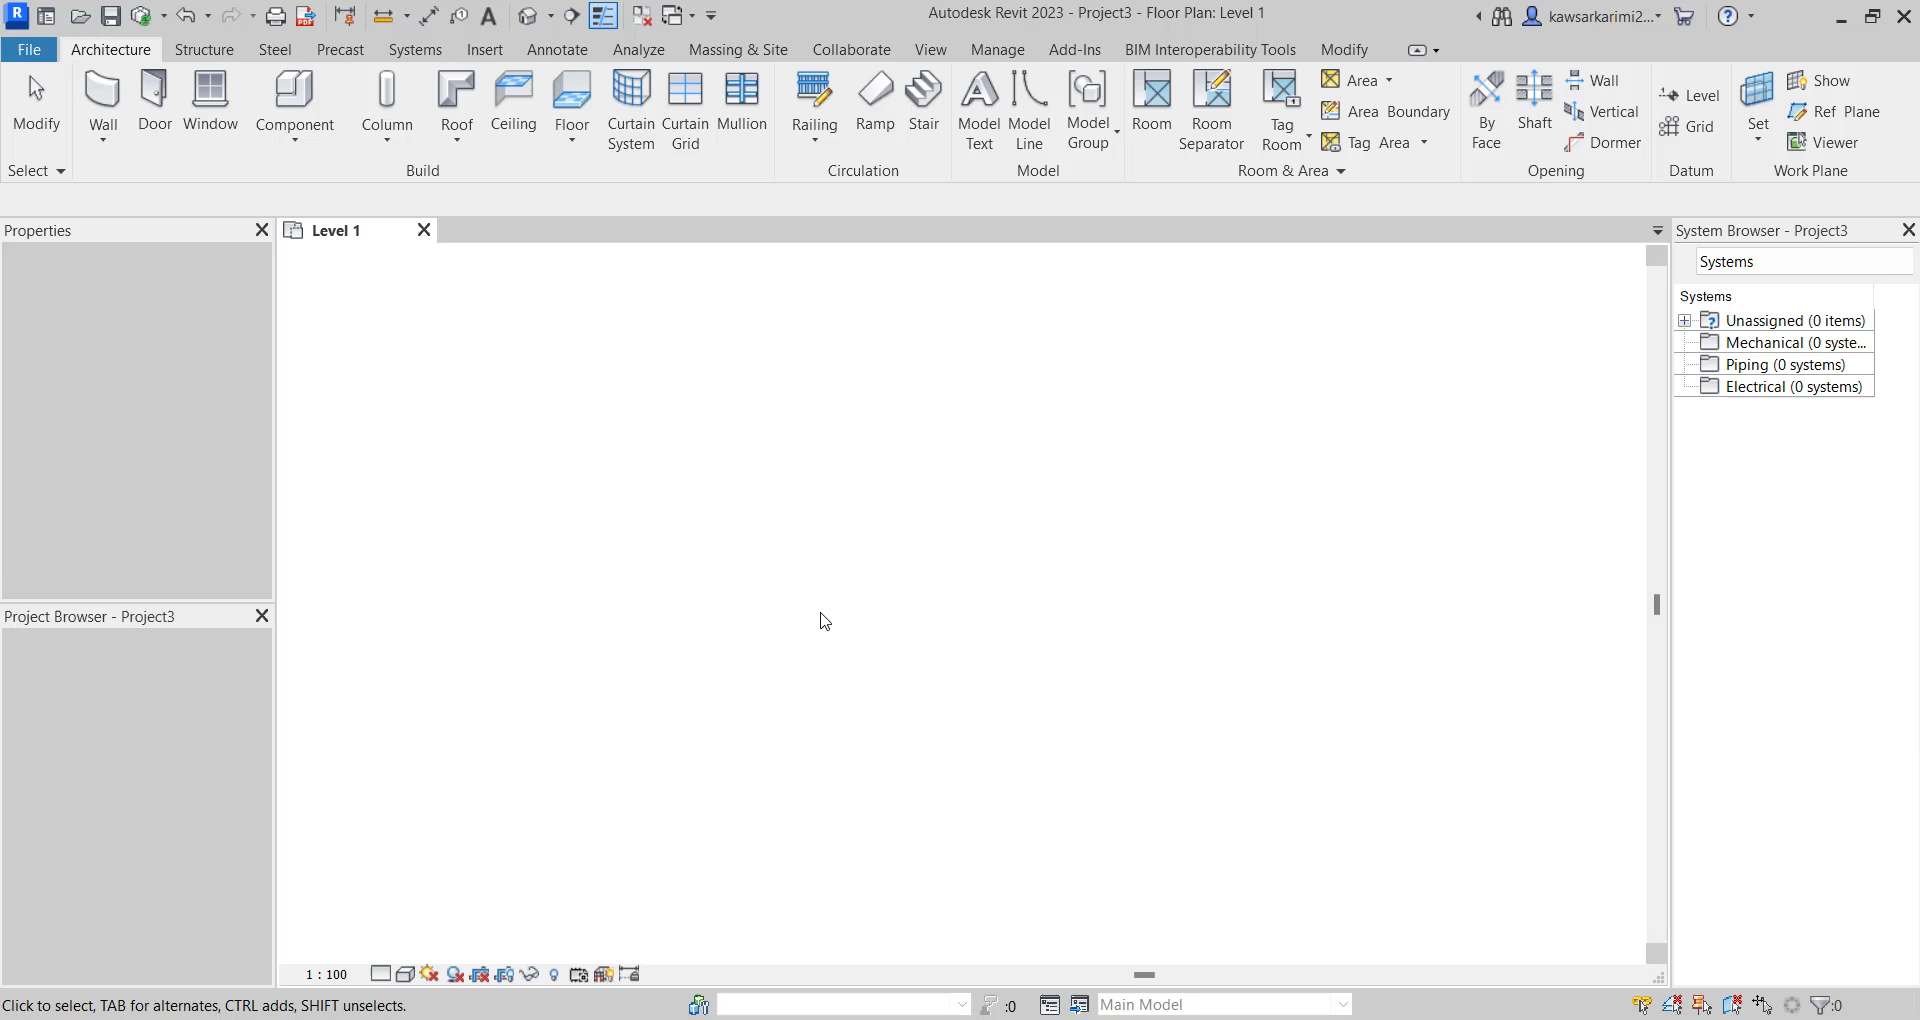 Autodesk Revit 2023 - Project3 - Floor Plan: Level 1
kawsarkarimi2...
File Architecture Structure Steel Precast Systems Insert Annotate Analyze Massing & Site Collaborate View Manage Add-Ins BIM Interoperability Tools Modify
Modify
Wall
Door
Window
Component
Column
Roof
Ceiling
Floor
Curtain
System
Curtain
Grid
Mullion
Railing
Ramp
Stair
Model
Text
Model
Line
Model
Group
Room
Room
Separator
Tag
Room
Area
Area Boundary
Tag Area
By
Face
Shaft
Wall
Vertical
Dormer
Level
Grid
Set
Show
Ref Plane
Viewer
Select Build Circulation Model Room & Area Opening Datum Work Plane
Properties
Level 1
System Browser - Project3
Systems
Systems
Unassigned (0 items)
Mechanical (0 syste...
Piping (0 systems)
Electrical (0 systems)
Project Browser - Project3
1 : 100
Click to select, TAB for alternates, CTRL adds, SHIFT unselects.
:0
Main Model
:0